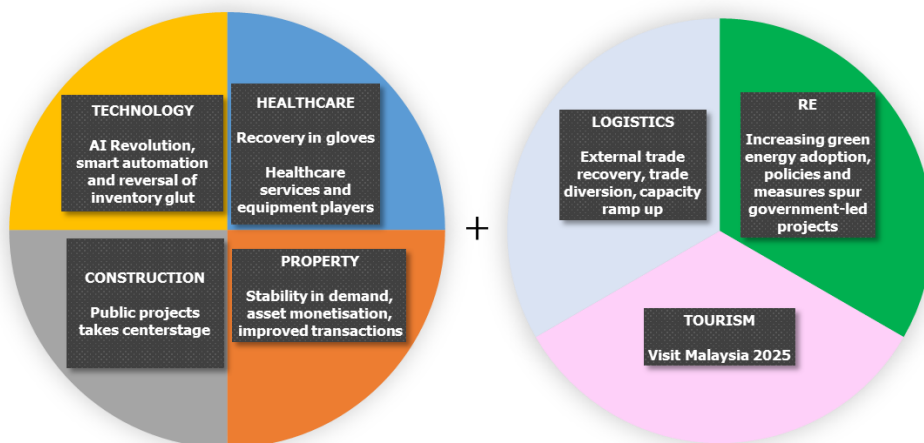 TECHNOLOGY
AI Revolution,
smart automation
and reversal of
inventory glut
HEALTHCARE
Recovery in gloves
Healthcare
services and
equipment players
CONSTRUCTION
Public projects
takes centerstage
PROPERTY
Stability in demand,
asset monetisation,
improved transactions
+
LOGISTICS
External trade
recovery, trade
diversion, capacity
ramp up
RE
Increasing green
energy adoption,
policies and
measures spur
government-led
projects
TOURISM
Visit Malaysia 2025